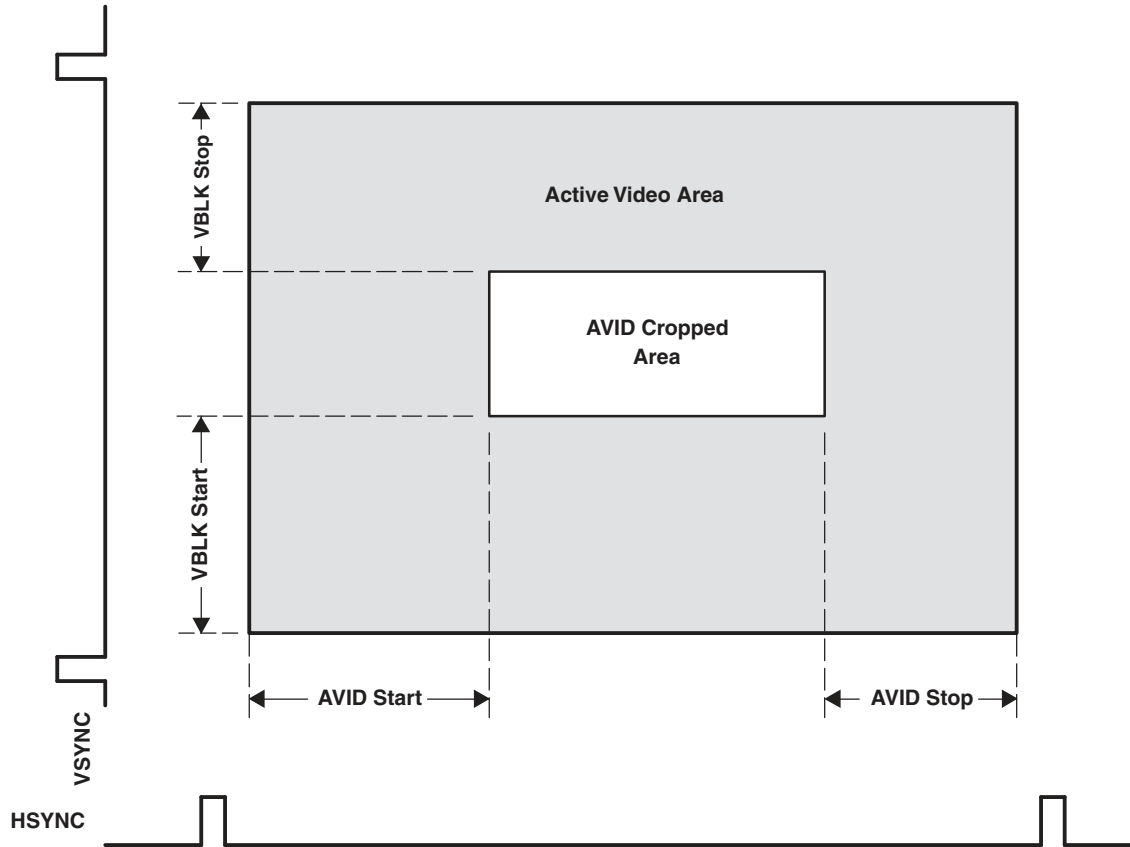 VBLK Stop
Active Video Area
AVID Cropped
Area
VBLK Start
AVID Start
AVID Stop
VSYNC
HSYNC